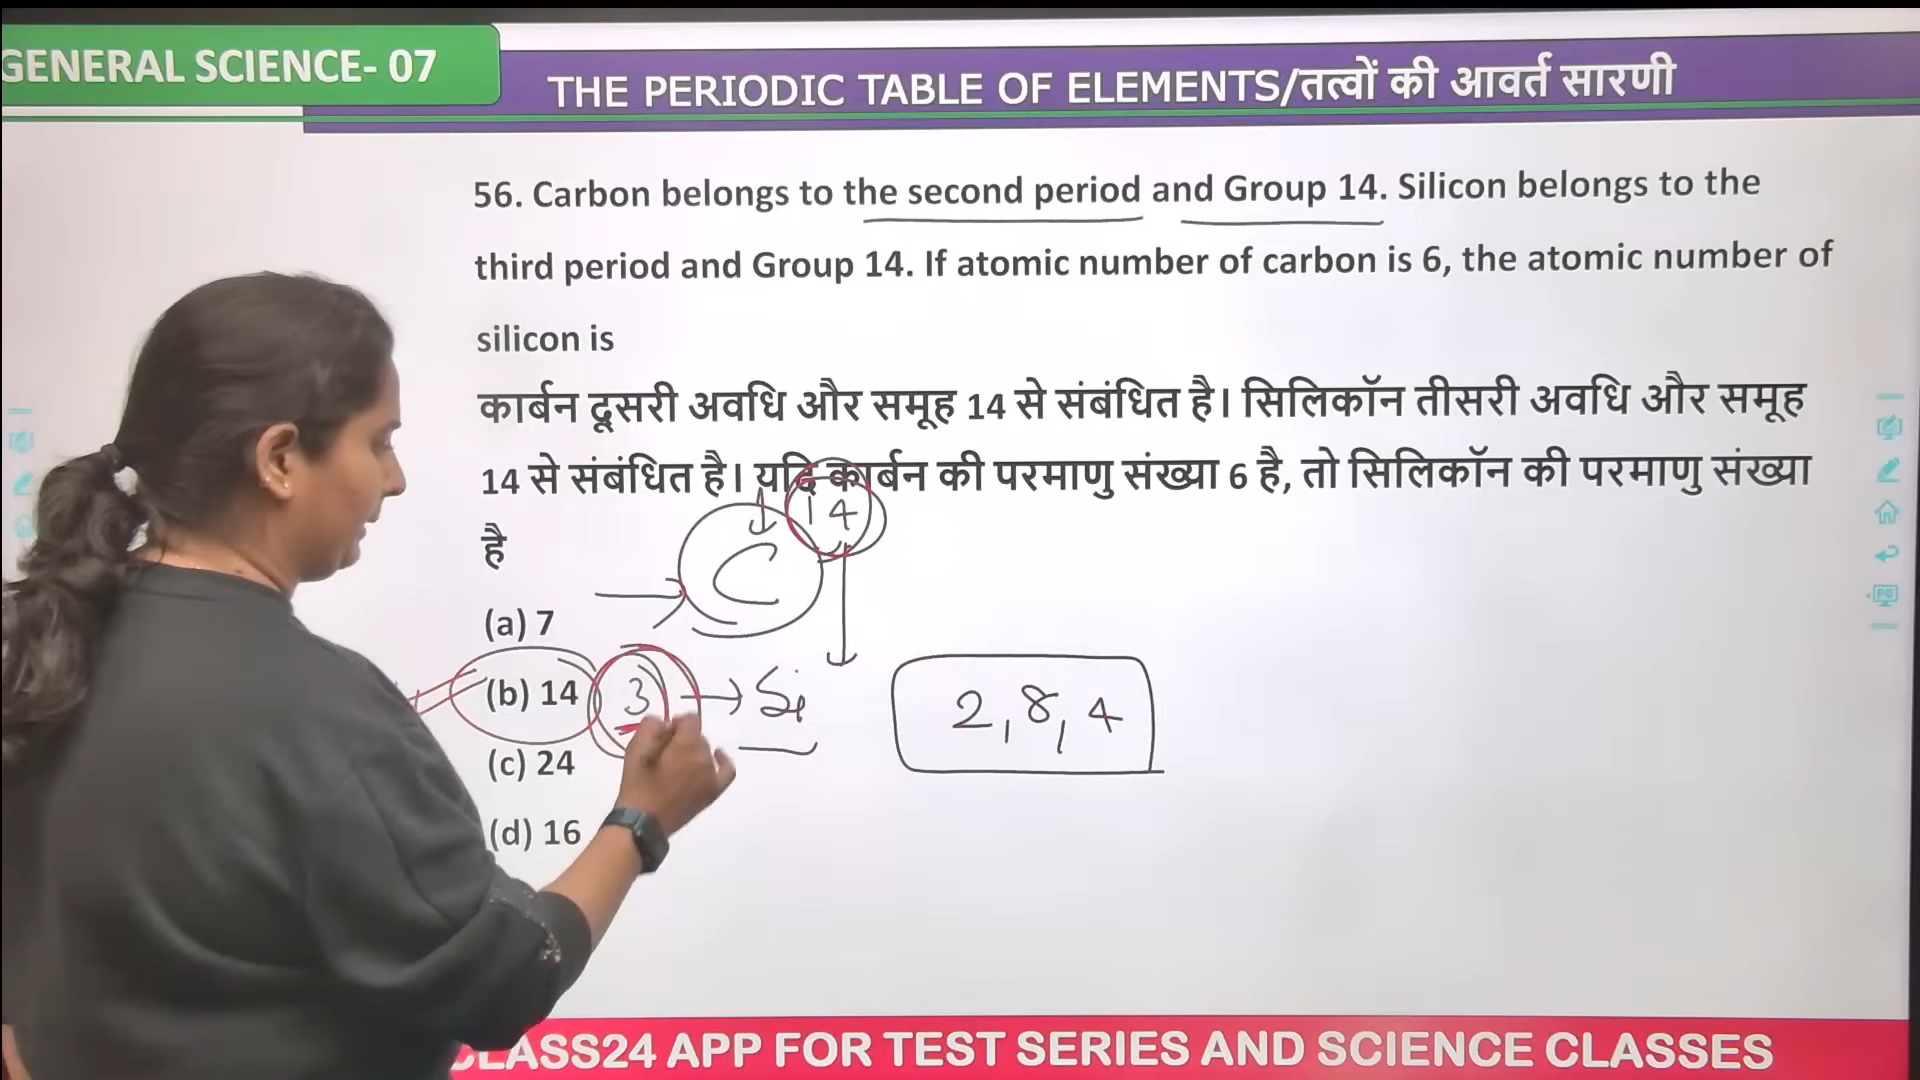 GENERAL SCIENCE- 07
THE PERIODIC TABLE OF ELEMENTS/तत्वों की आवर्त सारणी
56. Carbon belongs to the second period and Group 14. Silicon belongs to the
third period and Group 14. If atomic number of carbon is 6, the atomic number of
silicon is
कार्बन दूसरी अवधि और समूह 14 से संबंधित है। सिलिकॉन तीसरी अवधि और समूह
14 से संबंधित है। यदि कार्बन की परमाणु संख्या 6 है, तो सिलिकॉन की परमाणु संख्या
है
14
C
(a) 7
(b) 14
3 → Si
2, 8, 4
(c) 24
(d) 16
CLASS24 APP FOR TEST SERIES AND SCIENCE CLASSES